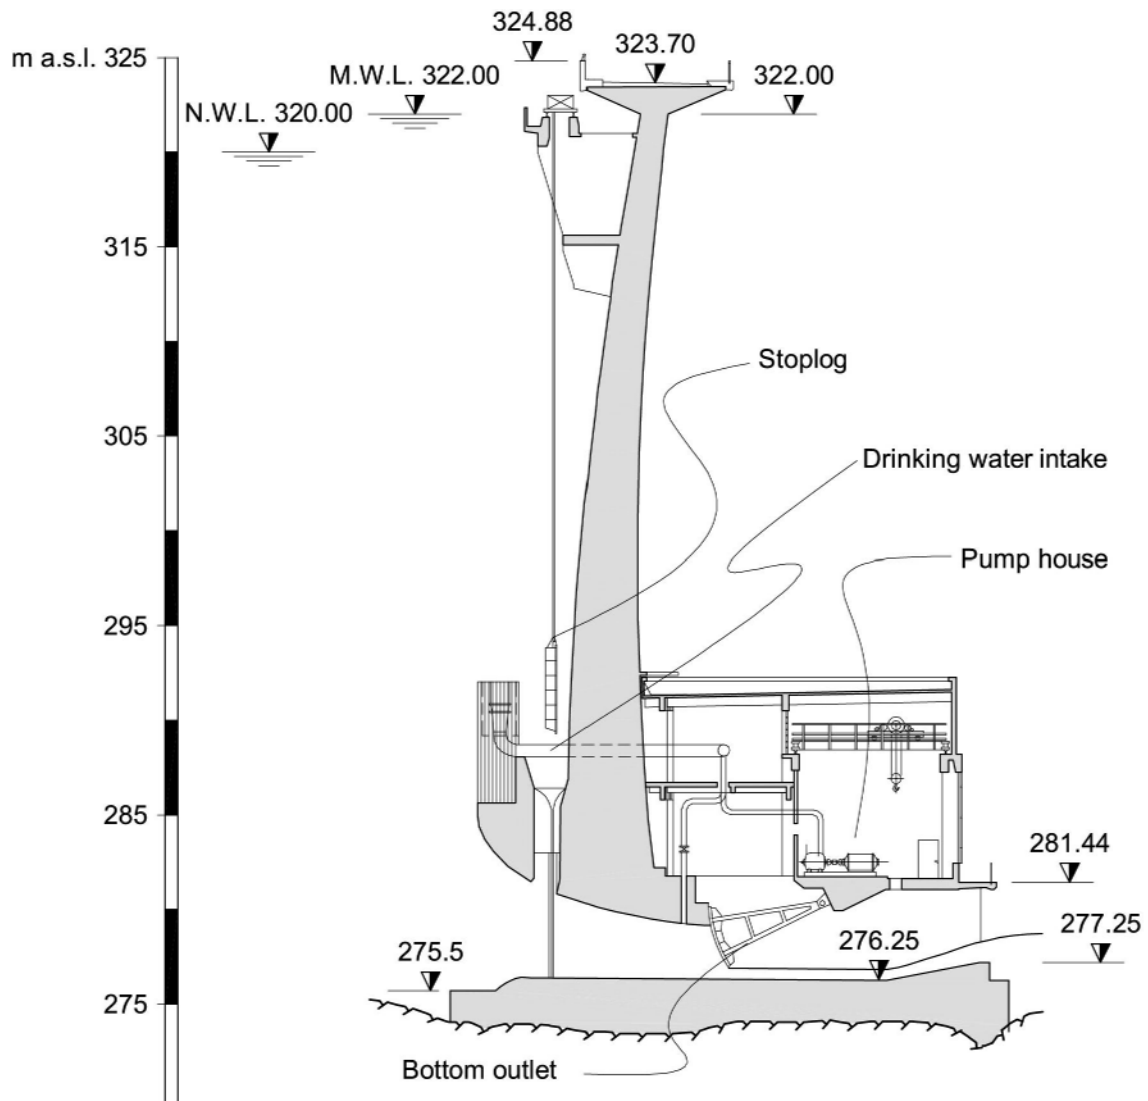 324.88
m a.s.l. 325
323.70
M.W.L. 322.00
322.00
N.W.L. 320.00
315
Stoplog
305
Drinking water intake
Pump house
295
285
281.44
275.5
276.25
277.25
275
Bottom outlet